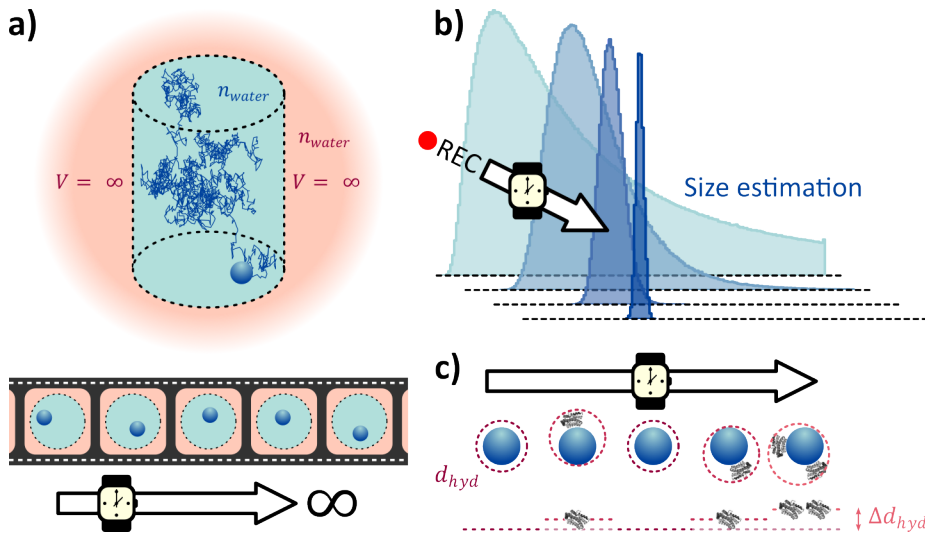 a)
n_water
n_water
V = ∞
V = ∞
∞
b)
REC
Size estimation
c)
d_hyd
Δd_hyd